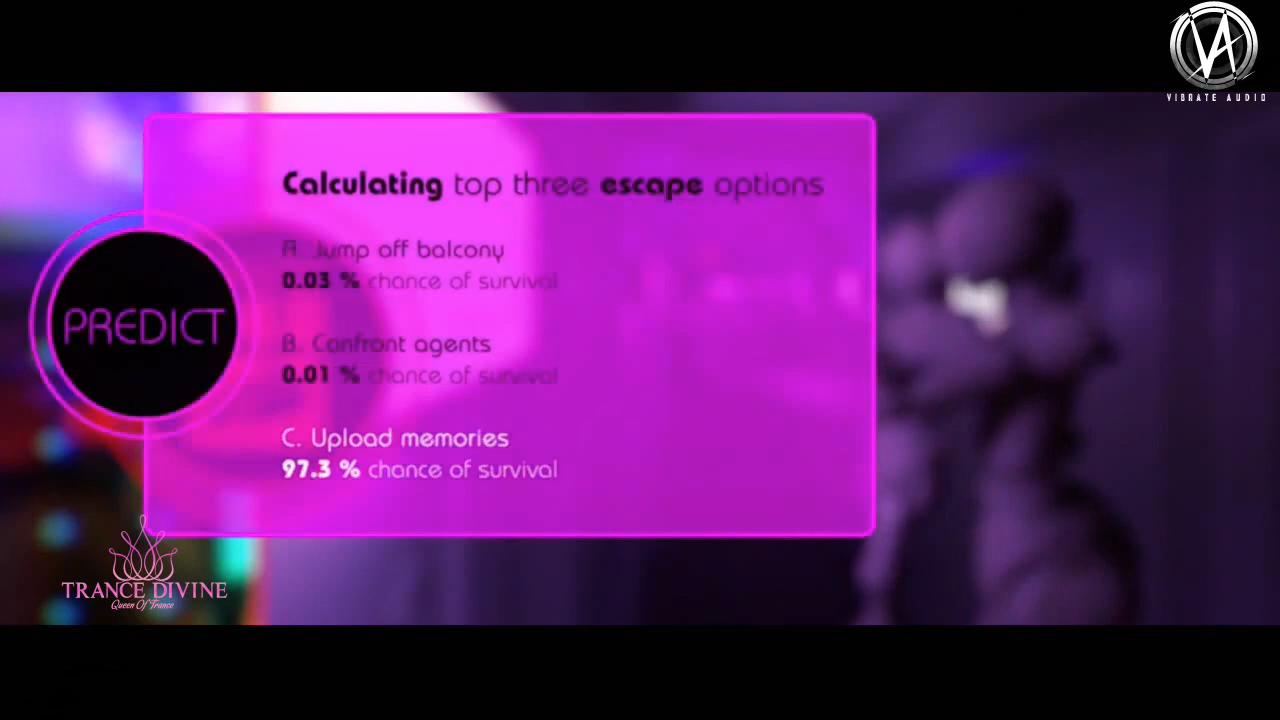 VIBRATE AUDIO
Calculating top three escape options
A. Jump off balcony
0.03 % chance of survival
PREDICT
B. Confront agents
0.01 % chance of survival
C. Upload memories
97.3 % chance of survival
TRANCE DIVINE
Queen Of Trance